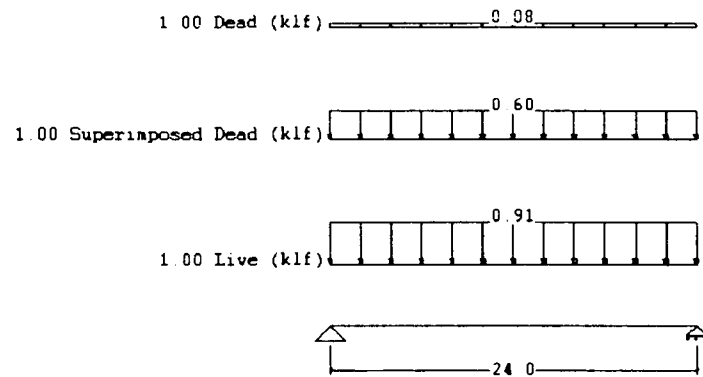 1.00 Dead (klf)
0.08
1.00 Superimposed Dead (klf)
0.60
1.00 Live (klf)
0.91
24.0